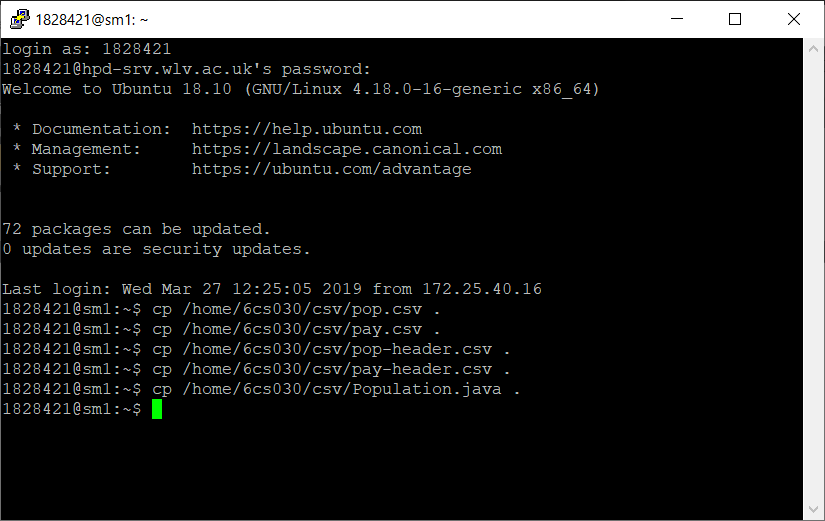 1828421@sm1: ~
login as: 1828421
1828421@hpd-srv.wlv.ac.uk's password:
Welcome to Ubuntu 18.10 (GNU/Linux 4.18.0-16-generic x86_64)
* Documentation:  https://help.ubuntu.com
* Management:     https://landscape.canonical.com
* Support:        https://ubuntu.com/advantage
72 packages can be updated.
0 updates are security updates.
Last login: Wed Mar 27 12:25:05 2019 from 172.25.40.16
1828421@sm1:~$ cp /home/6cs030/csv/pop.csv .
1828421@sm1:~$ cp /home/6cs030/csv/pay.csv .
1828421@sm1:~$ cp /home/6cs030/csv/pop-header.csv .
1828421@sm1:~$ cp /home/6cs030/csv/pay-header.csv .
1828421@sm1:~$ cp /home/6cs030/csv/Population.java .
1828421@sm1:~$